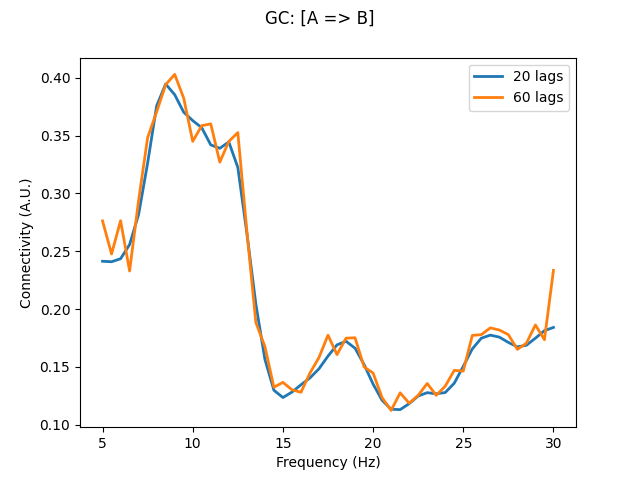 GC: [A => B]
20 lags
60 lags
Connectivity (A.U.)
0.40
0.35
0.30
0.25
0.20
0.15
0.10
5 10 15 20 25 30
Frequency (Hz)